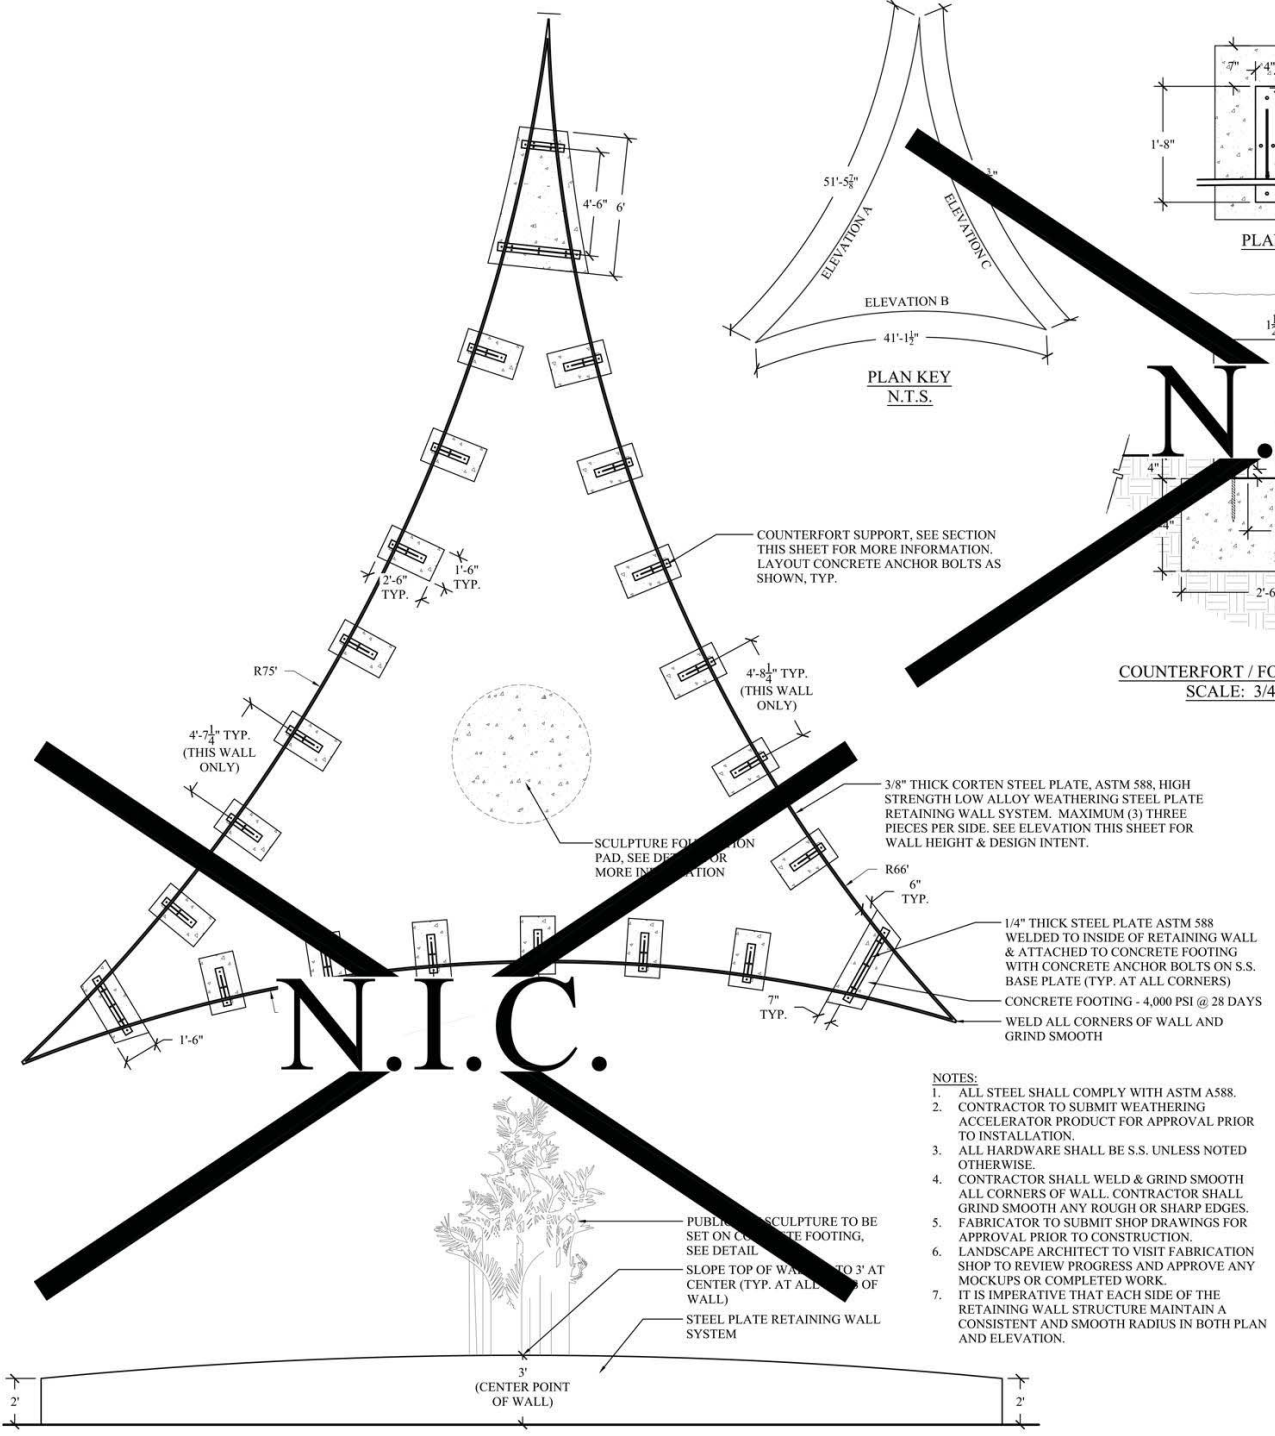 4'-6"
6'
51'-5⅞"
ELEVATION A
ELEVATION C
ELEVATION B
41'-1½"
PLAN KEY
N.T.S.
7"
4"
1'-8"
4"
2'-6
COUNTERFORT / FO
SCALE: 3/4
N.
COUNTERFORT SUPPORT, SEE SECTION
THIS SHEET FOR MORE INFORMATION.
LAYOUT CONCRETE ANCHOR BOLTS AS
SHOWN, TYP.
2'-6"
TYP.
1'-6"
TYP.
R75'
4'-7¼" TYP.
(THIS WALL
ONLY)
4'-8¼" TYP.
(THIS WALL
ONLY)
3/8" THICK CORTEN STEEL PLATE, ASTM 588, HIGH
STRENGTH LOW ALLOY WEATHERING STEEL PLATE
RETAINING WALL SYSTEM. MAXIMUM (3) THREE
PIECES PER SIDE. SEE ELEVATION THIS SHEET FOR
WALL HEIGHT & DESIGN INTENT.
SCULPTURE
PAD, SEE
MORE
R66'
6"
TYP.
1/4" THICK STEEL PLATE ASTM 588
WELDED TO INSIDE OF RETAINING WALL
& ATTACHED TO CONCRETE FOOTING
WITH CONCRETE ANCHOR BOLTS ON S.S.
BASE PLATE (TYP. AT ALL CORNERS)
CONCRETE FOOTING - 4,000 PSI @ 28 DAYS
WELD ALL CORNERS OF WALL AND
GRIND SMOOTH
7"
TYP.
1'-6"
N.I.C.
NOTES:
1. ALL STEEL SHALL COMPLY WITH ASTM A588.
2. CONTRACTOR TO SUBMIT WEATHERING
ACCELERATOR PRODUCT FOR APPROVAL PRIOR
TO INSTALLATION.
3. ALL HARDWARE SHALL BE S.S. UNLESS NOTED
OTHERWISE.
4. CONTRACTOR SHALL WELD & GRIND SMOOTH
ALL CORNERS OF WALL. CONTRACTOR SHALL
GRIND SMOOTH ANY ROUGH OR SHARP EDGES.
5. FABRICATOR TO SUBMIT SHOP DRAWINGS FOR
APPROVAL PRIOR TO CONSTRUCTION.
6. LANDSCAPE ARCHITECT TO VISIT FABRICATION
SHOP TO REVIEW PROGRESS AND APPROVE ANY
MOCKUPS OR COMPLETED WORK.
7. IT IS IMPERATIVE THAT EACH SIDE OF THE
RETAINING WALL STRUCTURE MAINTAIN A
CONSISTENT AND SMOOTH RADIUS IN BOTH PLAN
AND ELEVATION.
SCULPTURE TO BE
SET ON FOOTING,
SEE DETAIL
SLOPE TOP OF TO 3' AT
CENTER (TYP. AT ALL OF
WALL)
STEEL PLATE RETAINING WALL
SYSTEM
3'
(CENTER POINT
OF WALL)
2'
2'